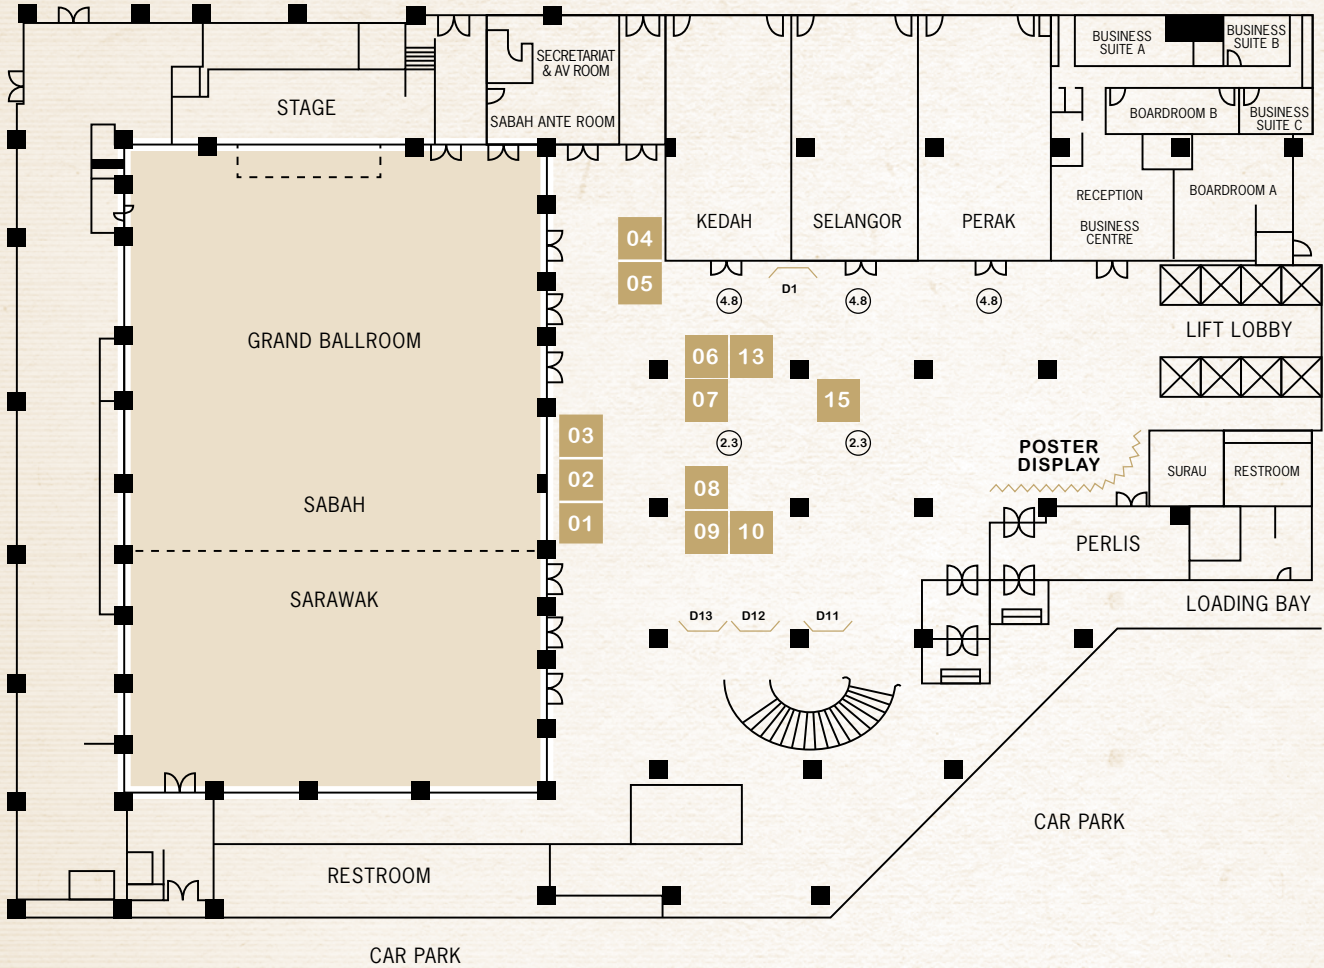 SECRETARIAT
& AV ROOM
BUSINESS
SUITE A
BUSINESS
SUITE B
STAGE
SABAH ANTE ROOM
BOARDROOM B
BUSINESS
SUITE C
RECEPTION
BOARDROOM A
KEDAH
SELANGOR
PERAK
BUSINESS
CENTRE
04
05
D1
4.8
4.8
4.8
GRAND BALLROOM
LIFT LOBBY
06
13
07
15
03
02
01
2.3
2.3
POSTER
DISPLAY
SURAU
RESTROOM
08
09
10
SABAH
PERLIS
SARAWAK
LOADING BAY
D13
D12
D11
CAR PARK
RESTROOM
CAR PARK